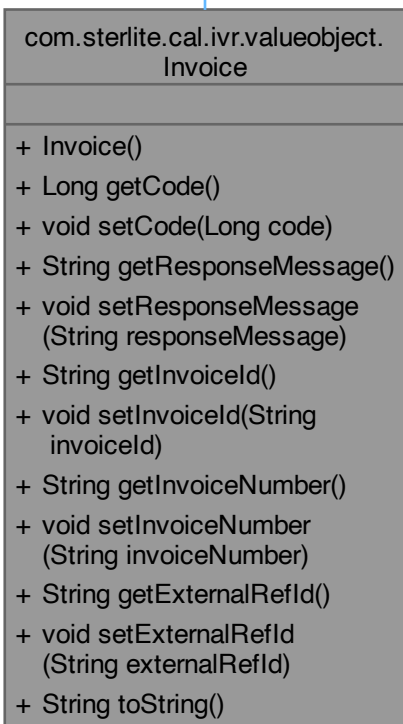 com.sterlite.cal.ivr.valueobject.
Invoice
+ Invoice()
+ Long getCode()
+ void setCode(Long code)
+ String getResponseMessage()
+ void setResponseMessage
(String responseMessage)
+ String getInvoiceId()
+ void setInvoiceId(String
invoiceId)
+ String getInvoiceNumber()
+ void setInvoiceNumber
(String invoiceNumber)
+ String getExternalRefId()
+ void setExternalRefId
(String externalRefId)
+ String toString()